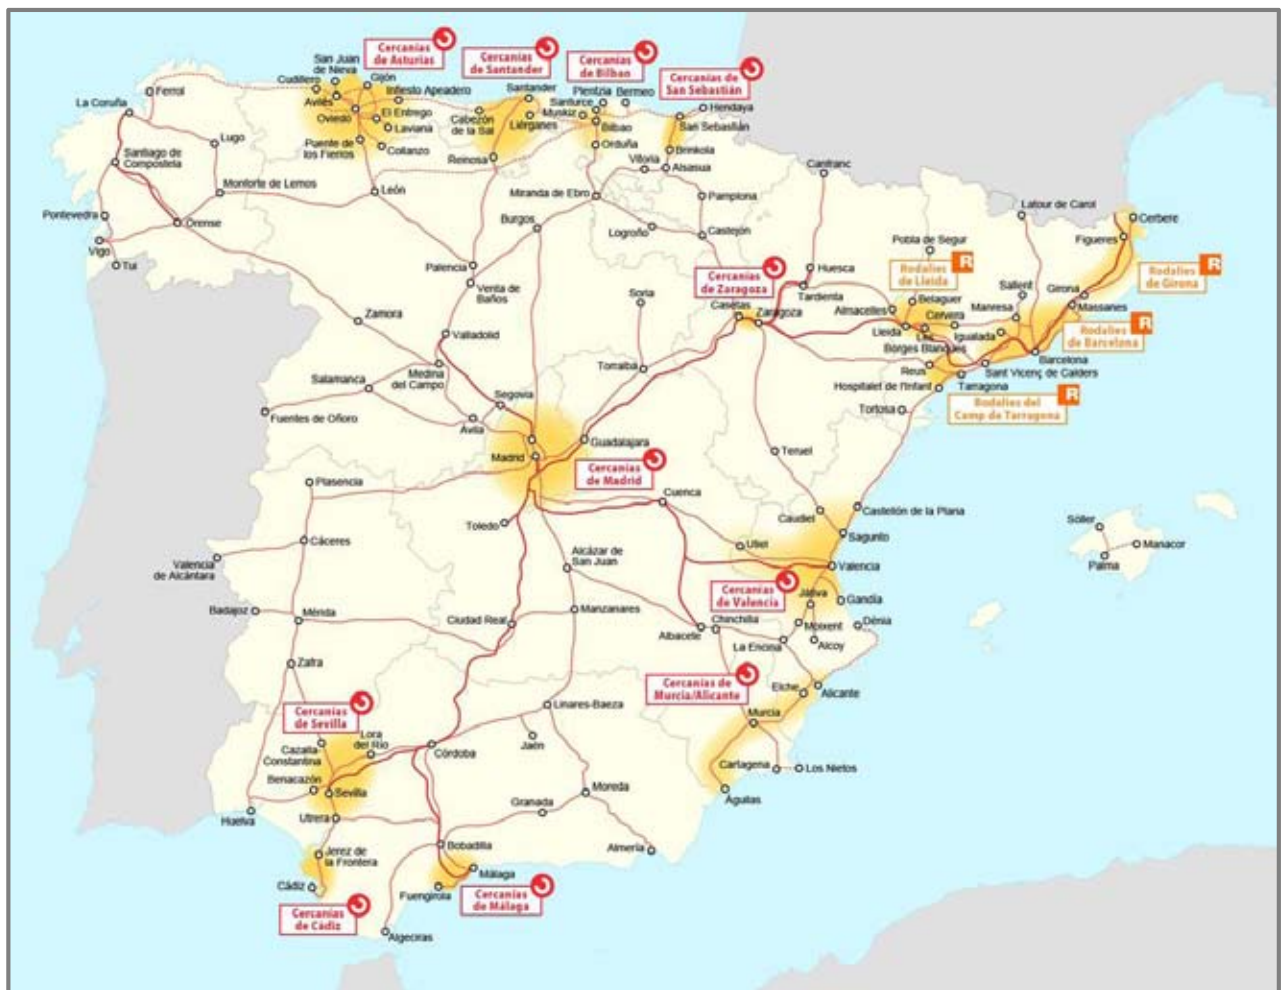 Cercanías
de Asturias
Cercanías
de Santander
Cercanías
de Bilbao
Cercanías de
San Sebastián
San Juan
de Nieva
Cudillero
Gijón
Avilés
Infiesto Apeadero
Oviedo
El Entrego
Laviana
Puente de
los Fierros
Collanzo
Ferrol
La Coruña
Lugo
Santiago de
Compostela
Monforte de Lemos
Pontevedra
Orense
Vigo
Tui
León
Santander
Cabezón
de la Sal
Liérganes
Reinosa
Plentzia
Bermeo
Santurce
Muskiz
Bilbao
Orduña
Hendaya
San Sebastián
Brinkola
Vitoria
Alsasua
Miranda de Ebro
Pamplona
Burgos
Logroño
Castejón
Canfranc
Latour de Carol
Cerbere
Figueres
Pobla de Segur
Palencia
Venta de
Baños
Soria
Cercanías
de Zaragoza
Huesca
Tardienta
Casetas
Zaragoza
Rodalies
de Lleida
R
Rodalies
de Girona
R
Almacelles
Belaguer
Cervera
Lleida
Les
Borges Blanques
Igualada
Manresa
Sallent
Girona
Massanes
Rodalies
de Barcelona
R
Barcelona
Reus
Sant Vicenç de Calders
Hospitalet de l'Infant
Tarragona
Rodalies del
Camp de Tarragona
R
Tortosa
Zamora
Valladolid
Torralba
Medina
del Campo
Salamanca
Segovia
Fuentes de Oñoro
Ávila
Madrid
Guadalajara
Cercanías
de Madrid
Teruel
Plasencia
Cuenca
Caudiel
Castellón de la Plana
Toledo
Utiel
Sagunto
Sóller
Manacor
Palma
Cáceres
Alcázar de
San Juan
Valencia
de Alcántara
Valencia
Cercanías
de Valencia
Játiva
Gandía
Badajoz
Mérida
Ciudad Real
Manzanares
Albacete
Chinchilla
Moixent
Dénia
La Encina
Alcoy
Zafra
Cercanías de
Murcia/Alicante
Elche
Alicante
Cercanías
de Sevilla
Linares-Baeza
Murcia
Lora
del Río
Cazalla-
Constantina
Córdoba
Jaén
Cartagena
Los Nietos
Benacazón
Sevilla
Moreda
Águilas
Huelva
Utrera
Granada
Jerez de
la Frontera
Bobadilla
Almería
Cádiz
Málaga
Fuengirola
Cercanías
de Málaga
Cercanías
de Cádiz
Algeciras